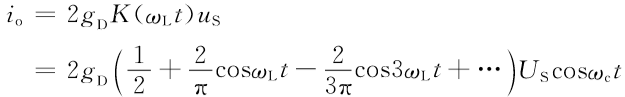 i_o = 2g_D K(ω_L t)u_S
= 2g_D(1/2 + 2/π cosω_L t − 2/3π cos3ω_L t + ⋯)U_S cosω_c t